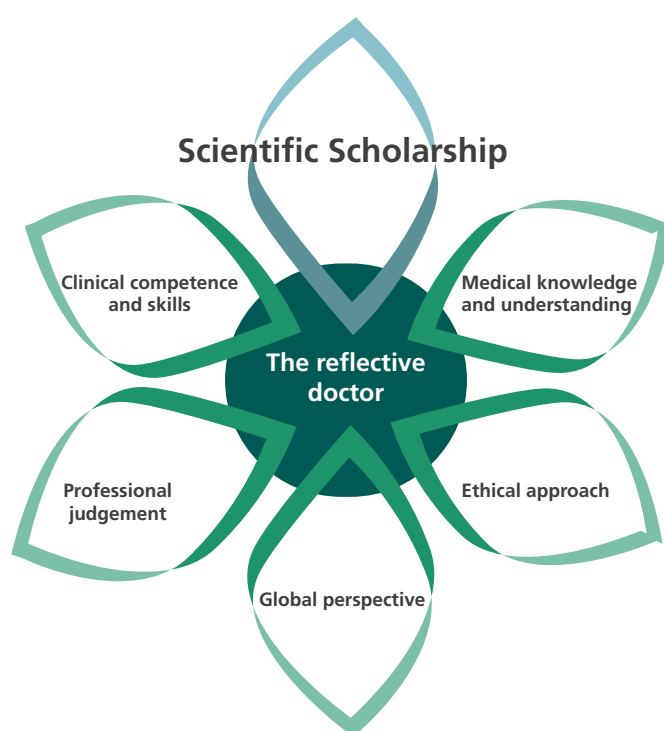 Scientific Scholarship
Clinical competence
and skills
Medical knowledge
and understanding
The reflective
doctor
Professional
judgement
Ethical approach
Global perspective